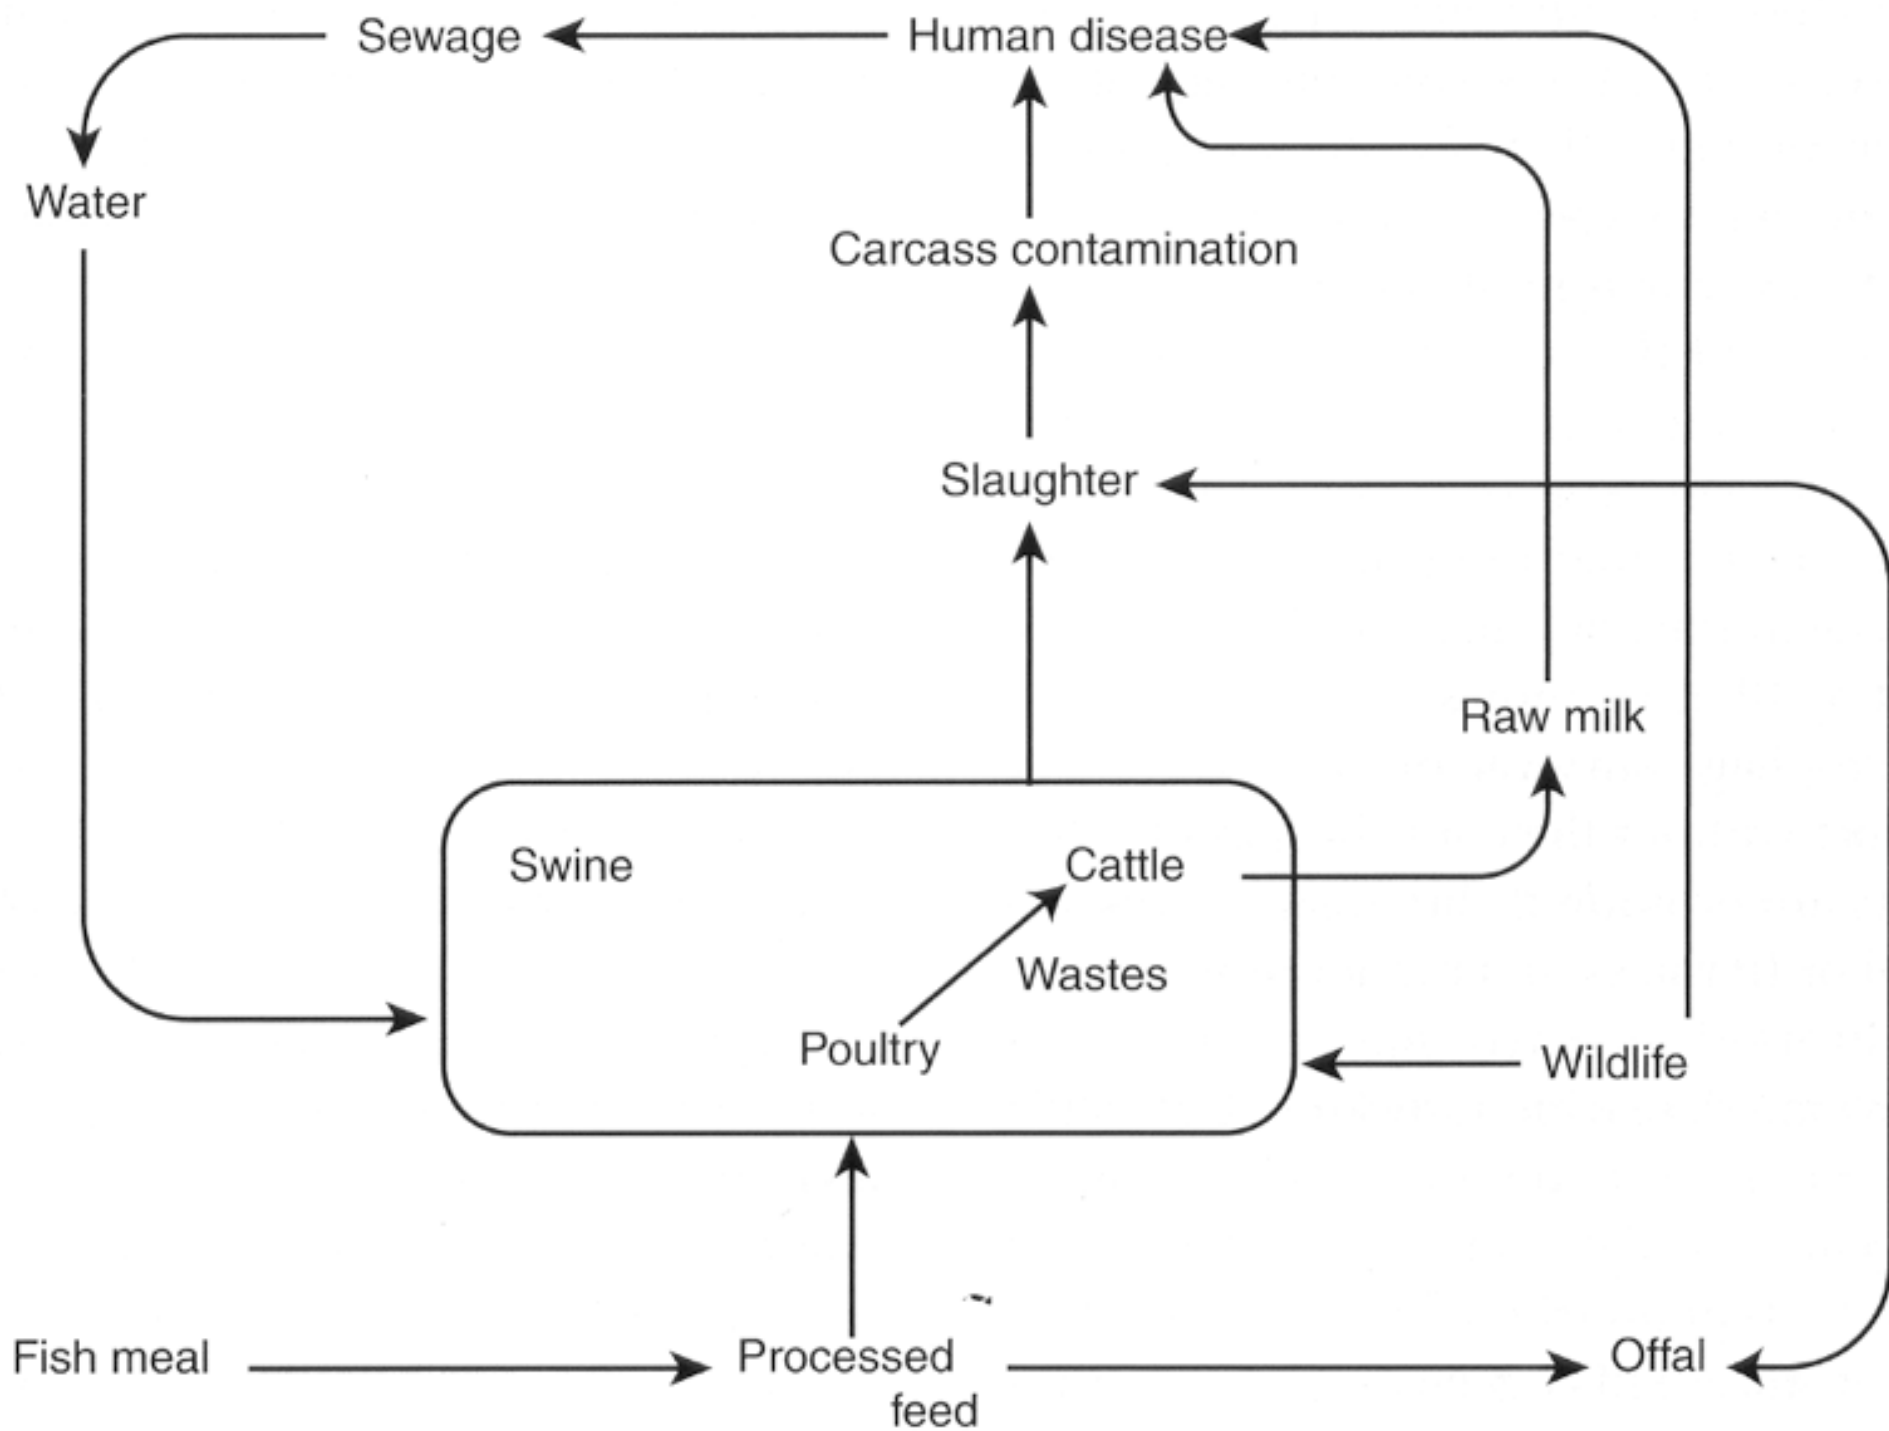 Sewage
Human disease
Water
Carcass contamination
Slaughter
Raw milk
Swine
Cattle
Wastes
Poultry
Wildlife
Fish meal
Processed
feed
Offal